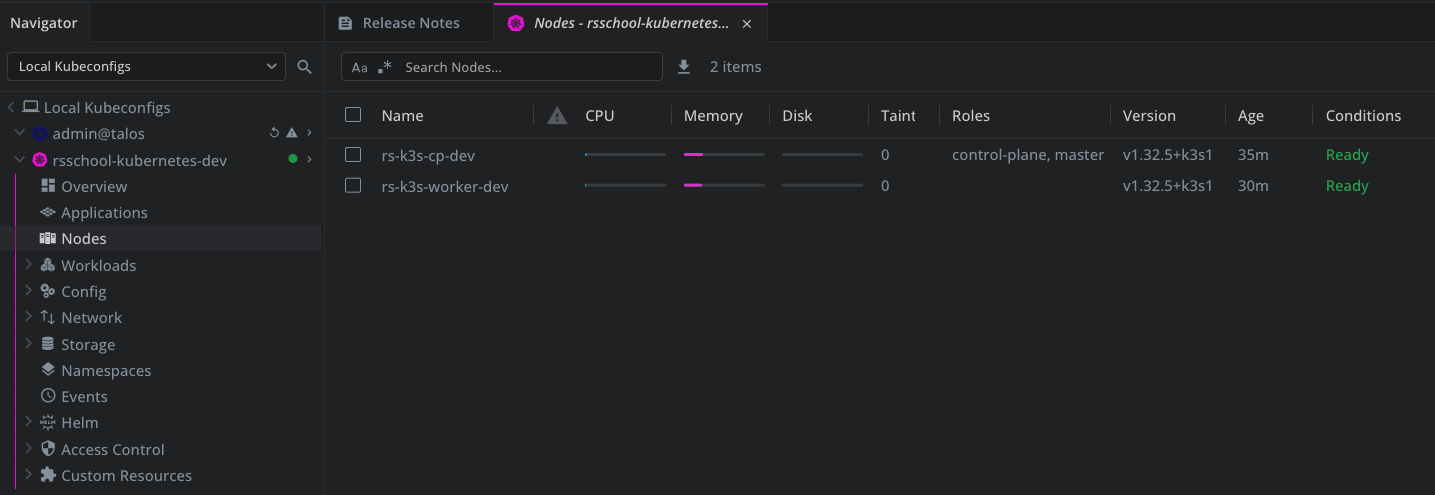 Navigator
Release Notes
Nodes - rsschool-kubernetes...
Local Kubeconfigs
Aa .* Search Nodes...
2 items
Local Kubeconfigs
admin@talos
rsschool-kubernetes-dev
Overview
Applications
Nodes
Workloads
Config
Network
Storage
Namespaces
Events
HELM Helm
Access Control
Custom Resources
Name CPU Memory Disk Taint Roles Version Age Conditions
rs-k3s-cp-dev 0 control-plane, master v1.32.5+k3s1 35m Ready
rs-k3s-worker-dev 0 v1.32.5+k3s1 30m Ready